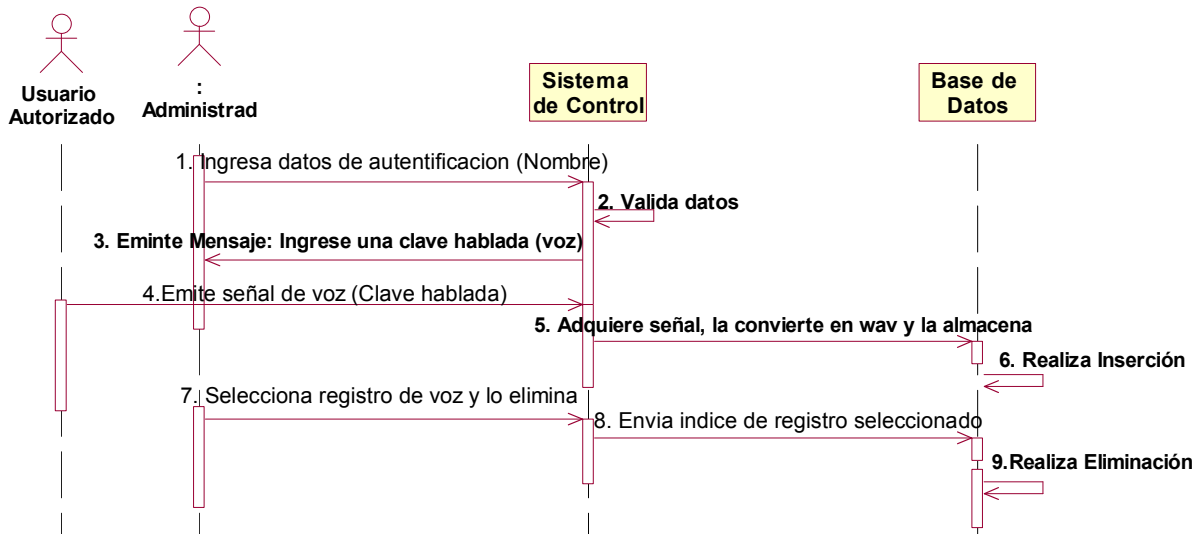 Usuario
Autorizado
:
Administrad
Sistema
de Control
Base de
Datos
1. Ingresa datos de autentificacion (Nombre)
2. Valida datos
3. Eminte Mensaje: Ingrese una clave hablada (voz)
4.Emite señal de voz (Clave hablada)
5. Adquiere señal, la convierte en wav y la almacena
6. Realiza Inserción
7. Selecciona registro de voz y lo elimina
8. Envia indice de registro seleccionado
9.Realiza Eliminación